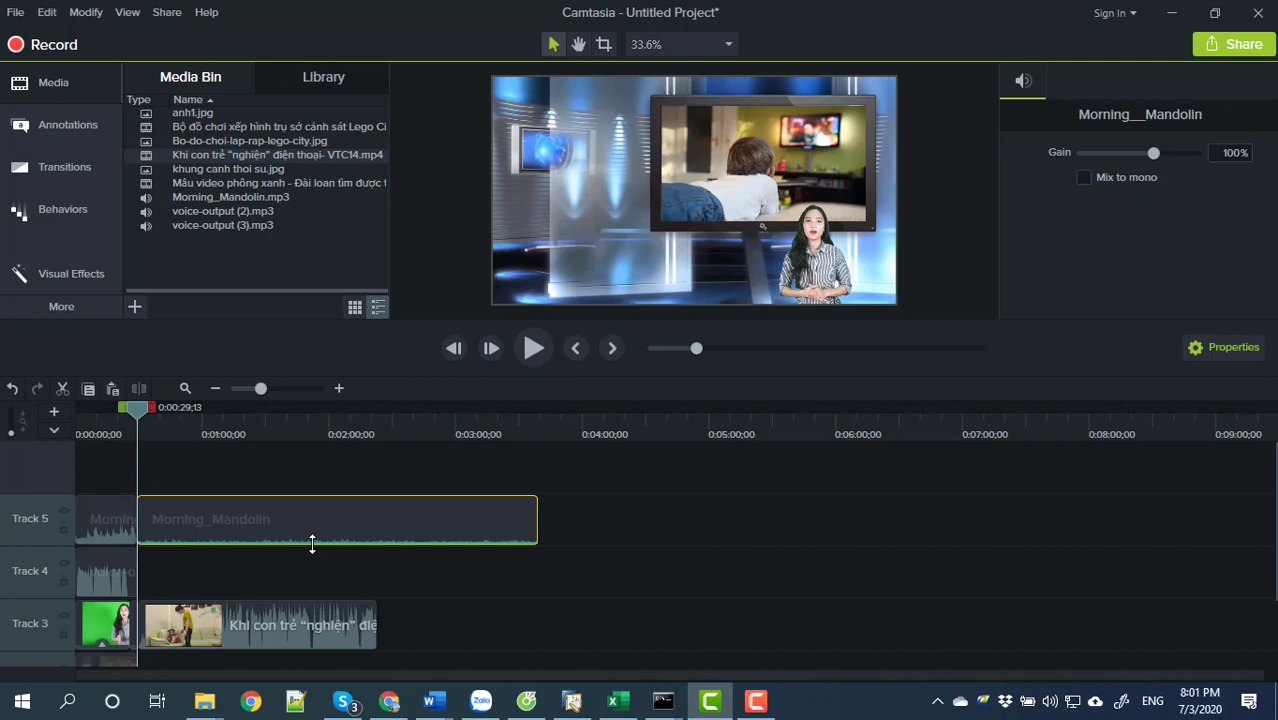 File Edit Modify View Share Help
Camtasia - Untitled Project*
Sign In
Record
33.6%
Share
Media
Annotations
Transitions
Behaviors
Visual Effects
More
Media Bin
Library
Type Name
anh1.jpg
Bộ đồ chơi xếp hình trụ sở cảnh sát LegoCi
Bo-do-choi-lap-rap-lego-city.jpg
Khi con trẻ “nghiện” điện thoại- VTC14.mp4
khung canh thoi su.jpg
Mẫu video phông xanh - Đài loan tìm được t
Morning_Mandolin.mp3
voice-output (2).mp3
voice-output (3).mp3
Morning__Mandolin
Gain 100%
Mix to mono
Properties
0:00:29;13
0:00:00;00 0:01:00;00 0:02:00;00 0:03:00;00 0:04:00;00 0:05:00;00 0:06:00;00 0:07:00;00 0:08:00;00 0:09:00;00
Track 5 Morning Morning_Mandolin
Track 4
Track 3 Khi con trẻ “nghiện” điệ
3
ENG
8:01 PM
7/3/2020